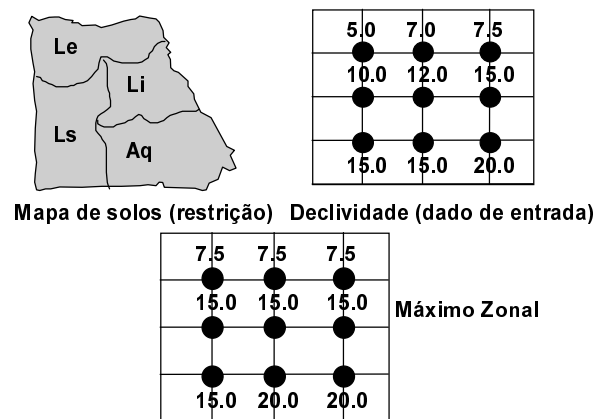 Le
Li
Ls
Aq
Mapa de solos (restrição)
5.0 7.0 7.5
10.0 12.0 15.0
15.0 15.0 20.0
Declividade (dado de entrada)
7.5 7.5 7.5
15.0 15.0 15.0
15.0 20.0 20.0
Máximo Zonal